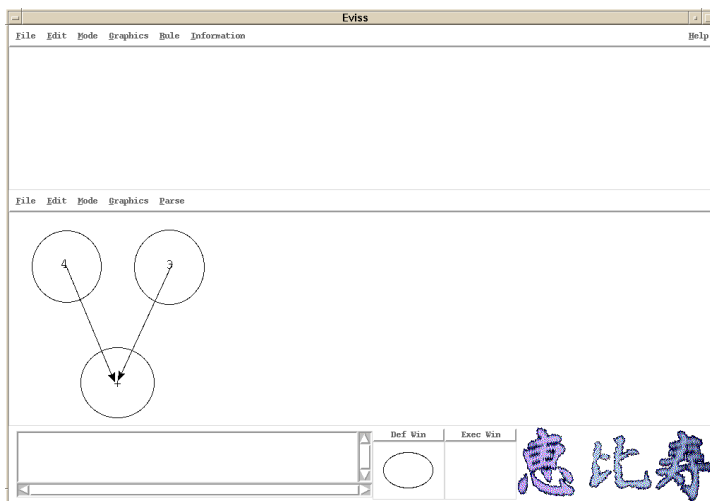 Eviss
File Edit Mode Graphics Rule Information Help
File Edit Mode Graphics Parse
4 3
+
Def Win Exec Win
恵比寿